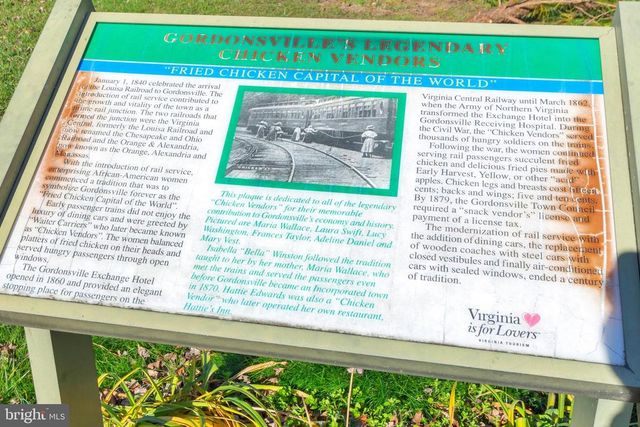 GORDONSVILLE'S LEGENDARY
CHICKEN VENDORS
"FRIED CHICKEN CAPITAL OF THE WORLD"
January 1, 1840 celebrated the arrival
of the Louisa Railroad to Gordonsville. The
introduction of rail service contributed to
the growth and vitality of the town as a
prime rail junction. The two railroads that
formed the junction were the Virginia
Central, formerly the Louisa Railroad and
now renamed the Chesapeake and Ohio
Railroad and the Orange & Alexandria,
now known as the Orange, Alexandria and
Manassas.
With the introduction of rail service,
enterprising African-American women
commenced a tradition that was to
symbolize Gordonsville forever as the
"Fried Chicken Capital of the World".
Early passenger trains did not enjoy the
luxury of dining cars and were greeted by
"Waiter Carriers" who later became known
as "Chicken Vendors". The women balanced
platters of fried chicken on their heads and
served hungry passengers through open
windows.
The Gordonsville Exchange Hotel
opened in 1860 and provided an elegant
stopping place for passengers on the
This plaque is dedicated to all of the legendary
"Chicken Vendors" for their memorable
contribution to Gordonsville's economy and history.
Pictured are Maria Wallace, Laura Swift, Lucy
Washington, Frances Taylor, Adeline Daniel and
Mary Vest.
Isabella "Bella" Winston followed the tradition
taught to her by her mother, Maria Wallace, who
met the trains and served the passengers even
before Gordonsville became an Incorporated town
in 1870. Hattie Edwards was also a "Chicken
Vendor" who later operated her own restaurant,
Hattie's Inn.
Virginia Central Railway until March 1862,
when the Army of Northern Virginia
transformed the Exchange Hotel into the
Gordonsville Receiving Hospital. During
the Civil War, the "Chicken Vendors" served
thousands of hungry soldiers on the trains.
Following the war, the women continued
serving rail passengers succulent fried
chicken and delicious fried pies made with
Early Harvest, Yellow, or other "acid"
apples. Chicken legs and breasts cost fifteen
cents; backs and wings; five and ten cents.
By 1879, the Gordonsville Town Council
required a "snack vendor's" license and
payment of a license tax.
The modernization of rail service with
the addition of dining cars, the replacement
of wooden coaches with steel cars with
closed vestibules and finally air-conditioned
cars with sealed windows, ended a century
of tradition.
Virginia
is for Lovers
VIRGINIA TOURISM
bright MLS